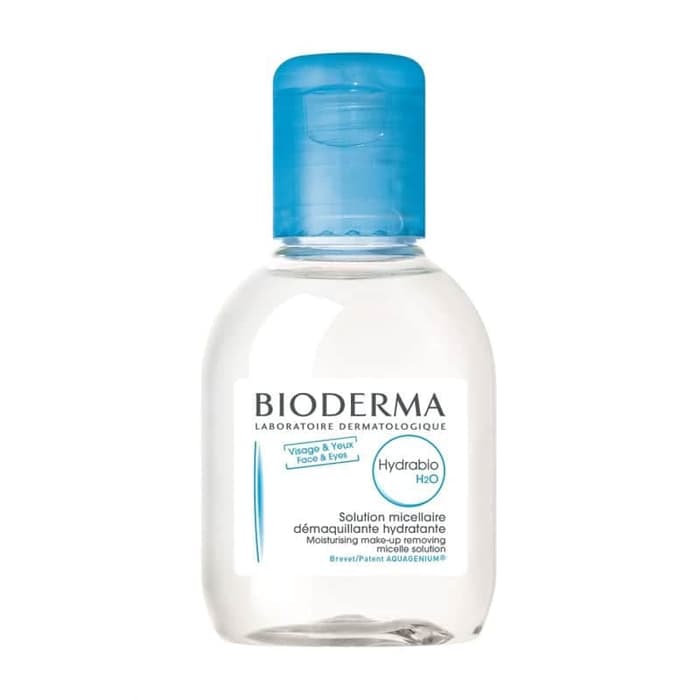 BIODERMA
LABORATOIRE DERMATOLOGIQUE
Visage & Yeux
Face & Eyes
Hydrabio
H2O
Solution micellaire
démaquillante hydratante
Moisturising make-up removing
micelle solution
Brevet/Patent AQUAGENIUM®